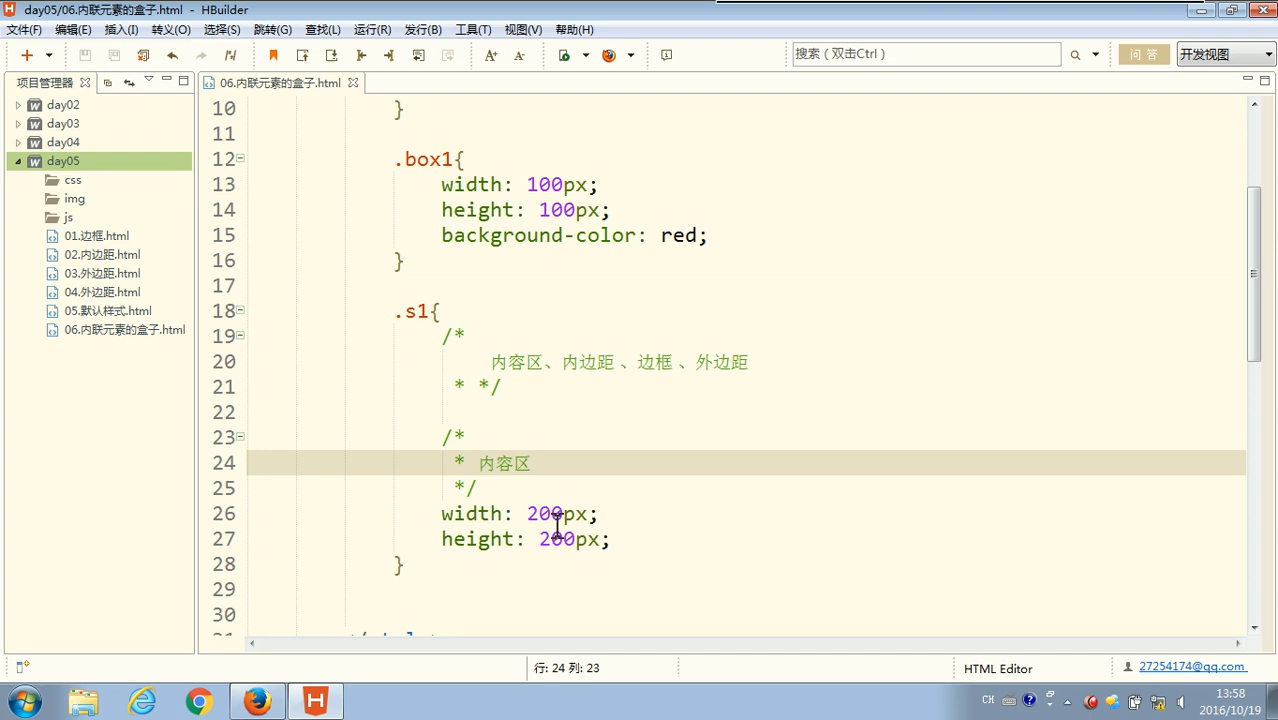 day05/06.内联元素的盒子.html - HBuilder
文件(F) 编辑(E) 插入(I) 转义(O) 选择(S) 跳转(G) 查找(L) 运行(R) 发行(B) 工具(T) 视图(V) 帮助(H)
搜索（双击Ctrl） 问 答 开发视图
项目管理器
day02
day03
day04
day05
css
img
js
01.边框.html
02.内边距.html
03.外边距.html
04.外边距.html
05.默认样式.html
06.内联元素的盒子.html
06.内联元素的盒子.html
10 }
11
12 .box1{
13 width: 100px;
14 height: 100px;
15 background-color: red;
16 }
17
18 .s1{
19 /*
20 内容区、内边距 、边框 、外边距
21 * */
22
23 /*
24 * 内容区
25 */
26 width: 200px;
27 height: 200px;
28 }
29
30
行: 24 列: 23 HTML Editor 27254174@qq.com
CH 13:58
2016/10/19